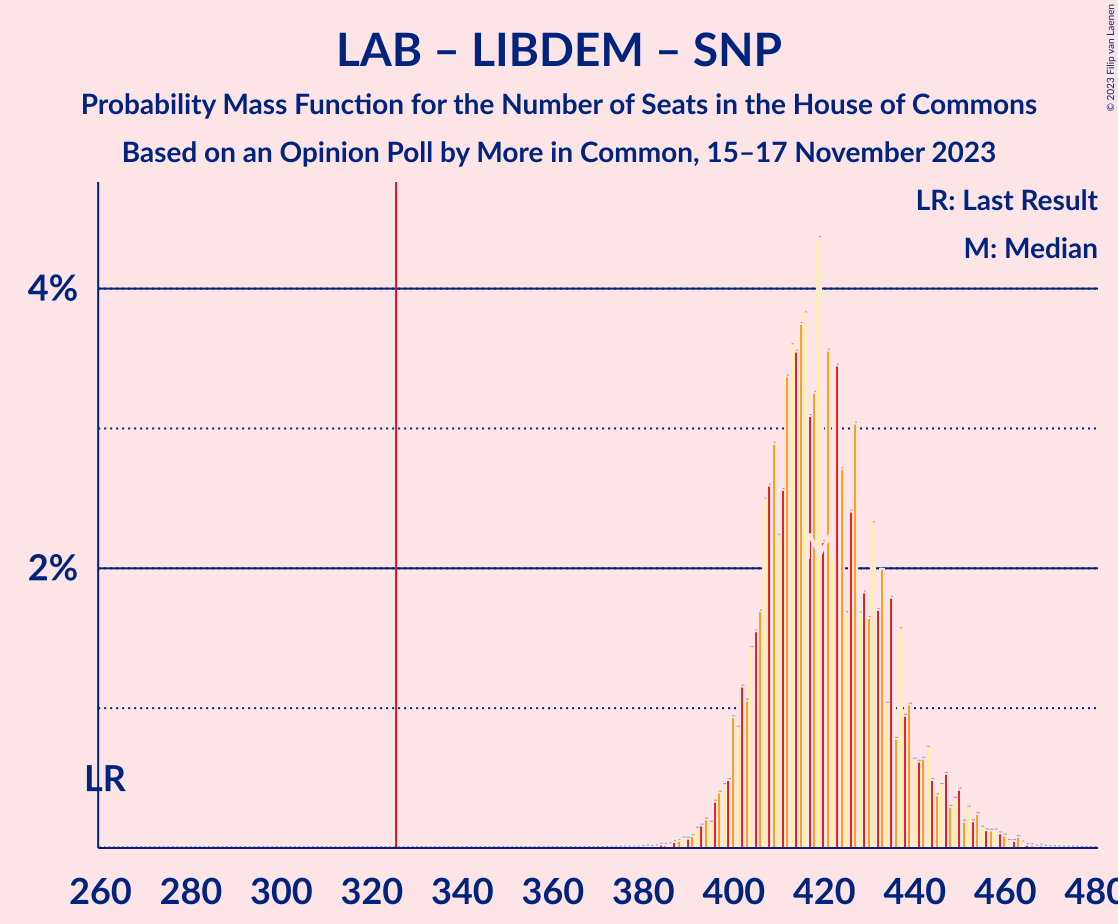 LAB – LIBDEM – SNP
Probability Mass Function for the Number of Seats in the House of Commons
Based on an Opinion Poll by More in Common, 15–17 November 2023
© 2023 Filip van Laenen
LR: Last Result
M: Median
4%
2%
LR
260 280 300 320 340 360 380 400 420 440 460 480